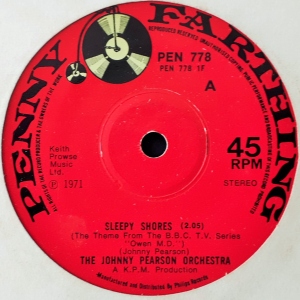 PENNY FARTHING
PEN 778
PEN 778 1F
A
Keith
Prowse
Music
Ltd.
℗ 1971
45
RPM
STEREO
SLEEPY SHORES (2.05)
(The Theme From The B.B.C. T.V. Series
"Owen M.D."
(Johnny Pearson)
THE JOHNNY PEARSON ORCHESTRA
A K.P.M. Production
Manufactured and Distributed by Philips Records